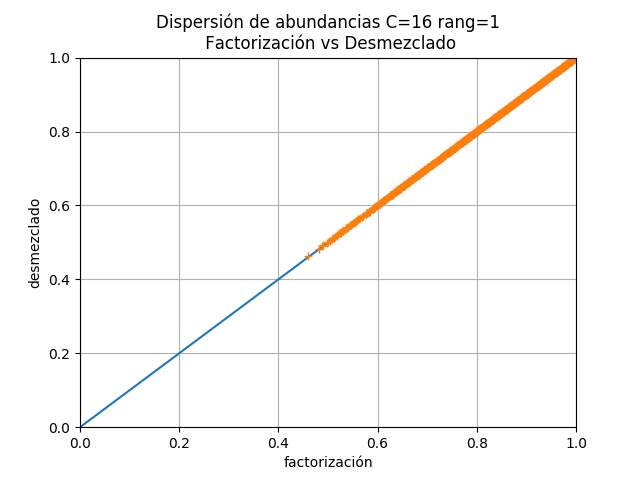 Dispersión de abundancias C=16 rang=1
Factorización vs Desmezclado
1.0
0.8
0.6
0.4
0.2
0.0
desmezclado
0.0 0.2 0.4 0.6 0.8 1.0
factorización